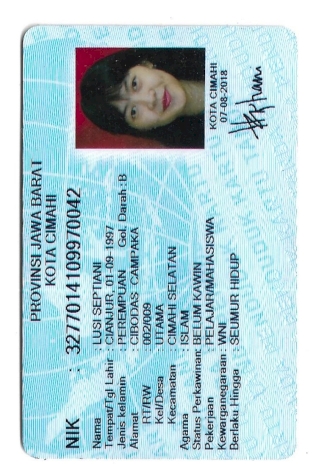 PROVINSI JAWA BARAT
KOTA CIMAHI
NIK : 3277014109970042
Nama : LUSI SEPTIANI
Tempat/Tgl Lahir : CIANJUR, 01-09-1997
Jenis kelamin : PEREMPUAN Gol. Darah :B
Alamat : CIBODAS CAMPAKA
RT/RW : 002/009
Kel/Desa : UTAMA
Kecamatan : CIMAHI SELATAN
Agama : ISLAM
Status Perkawinan: BELUM KAWIN
Pekerjaan : PELAJAR/MAHASISWA
Kewarganegaraan : WNI
Berlaku Hingga : SEUMUR HIDUP
KOTA CIMAHI
07-08-2018